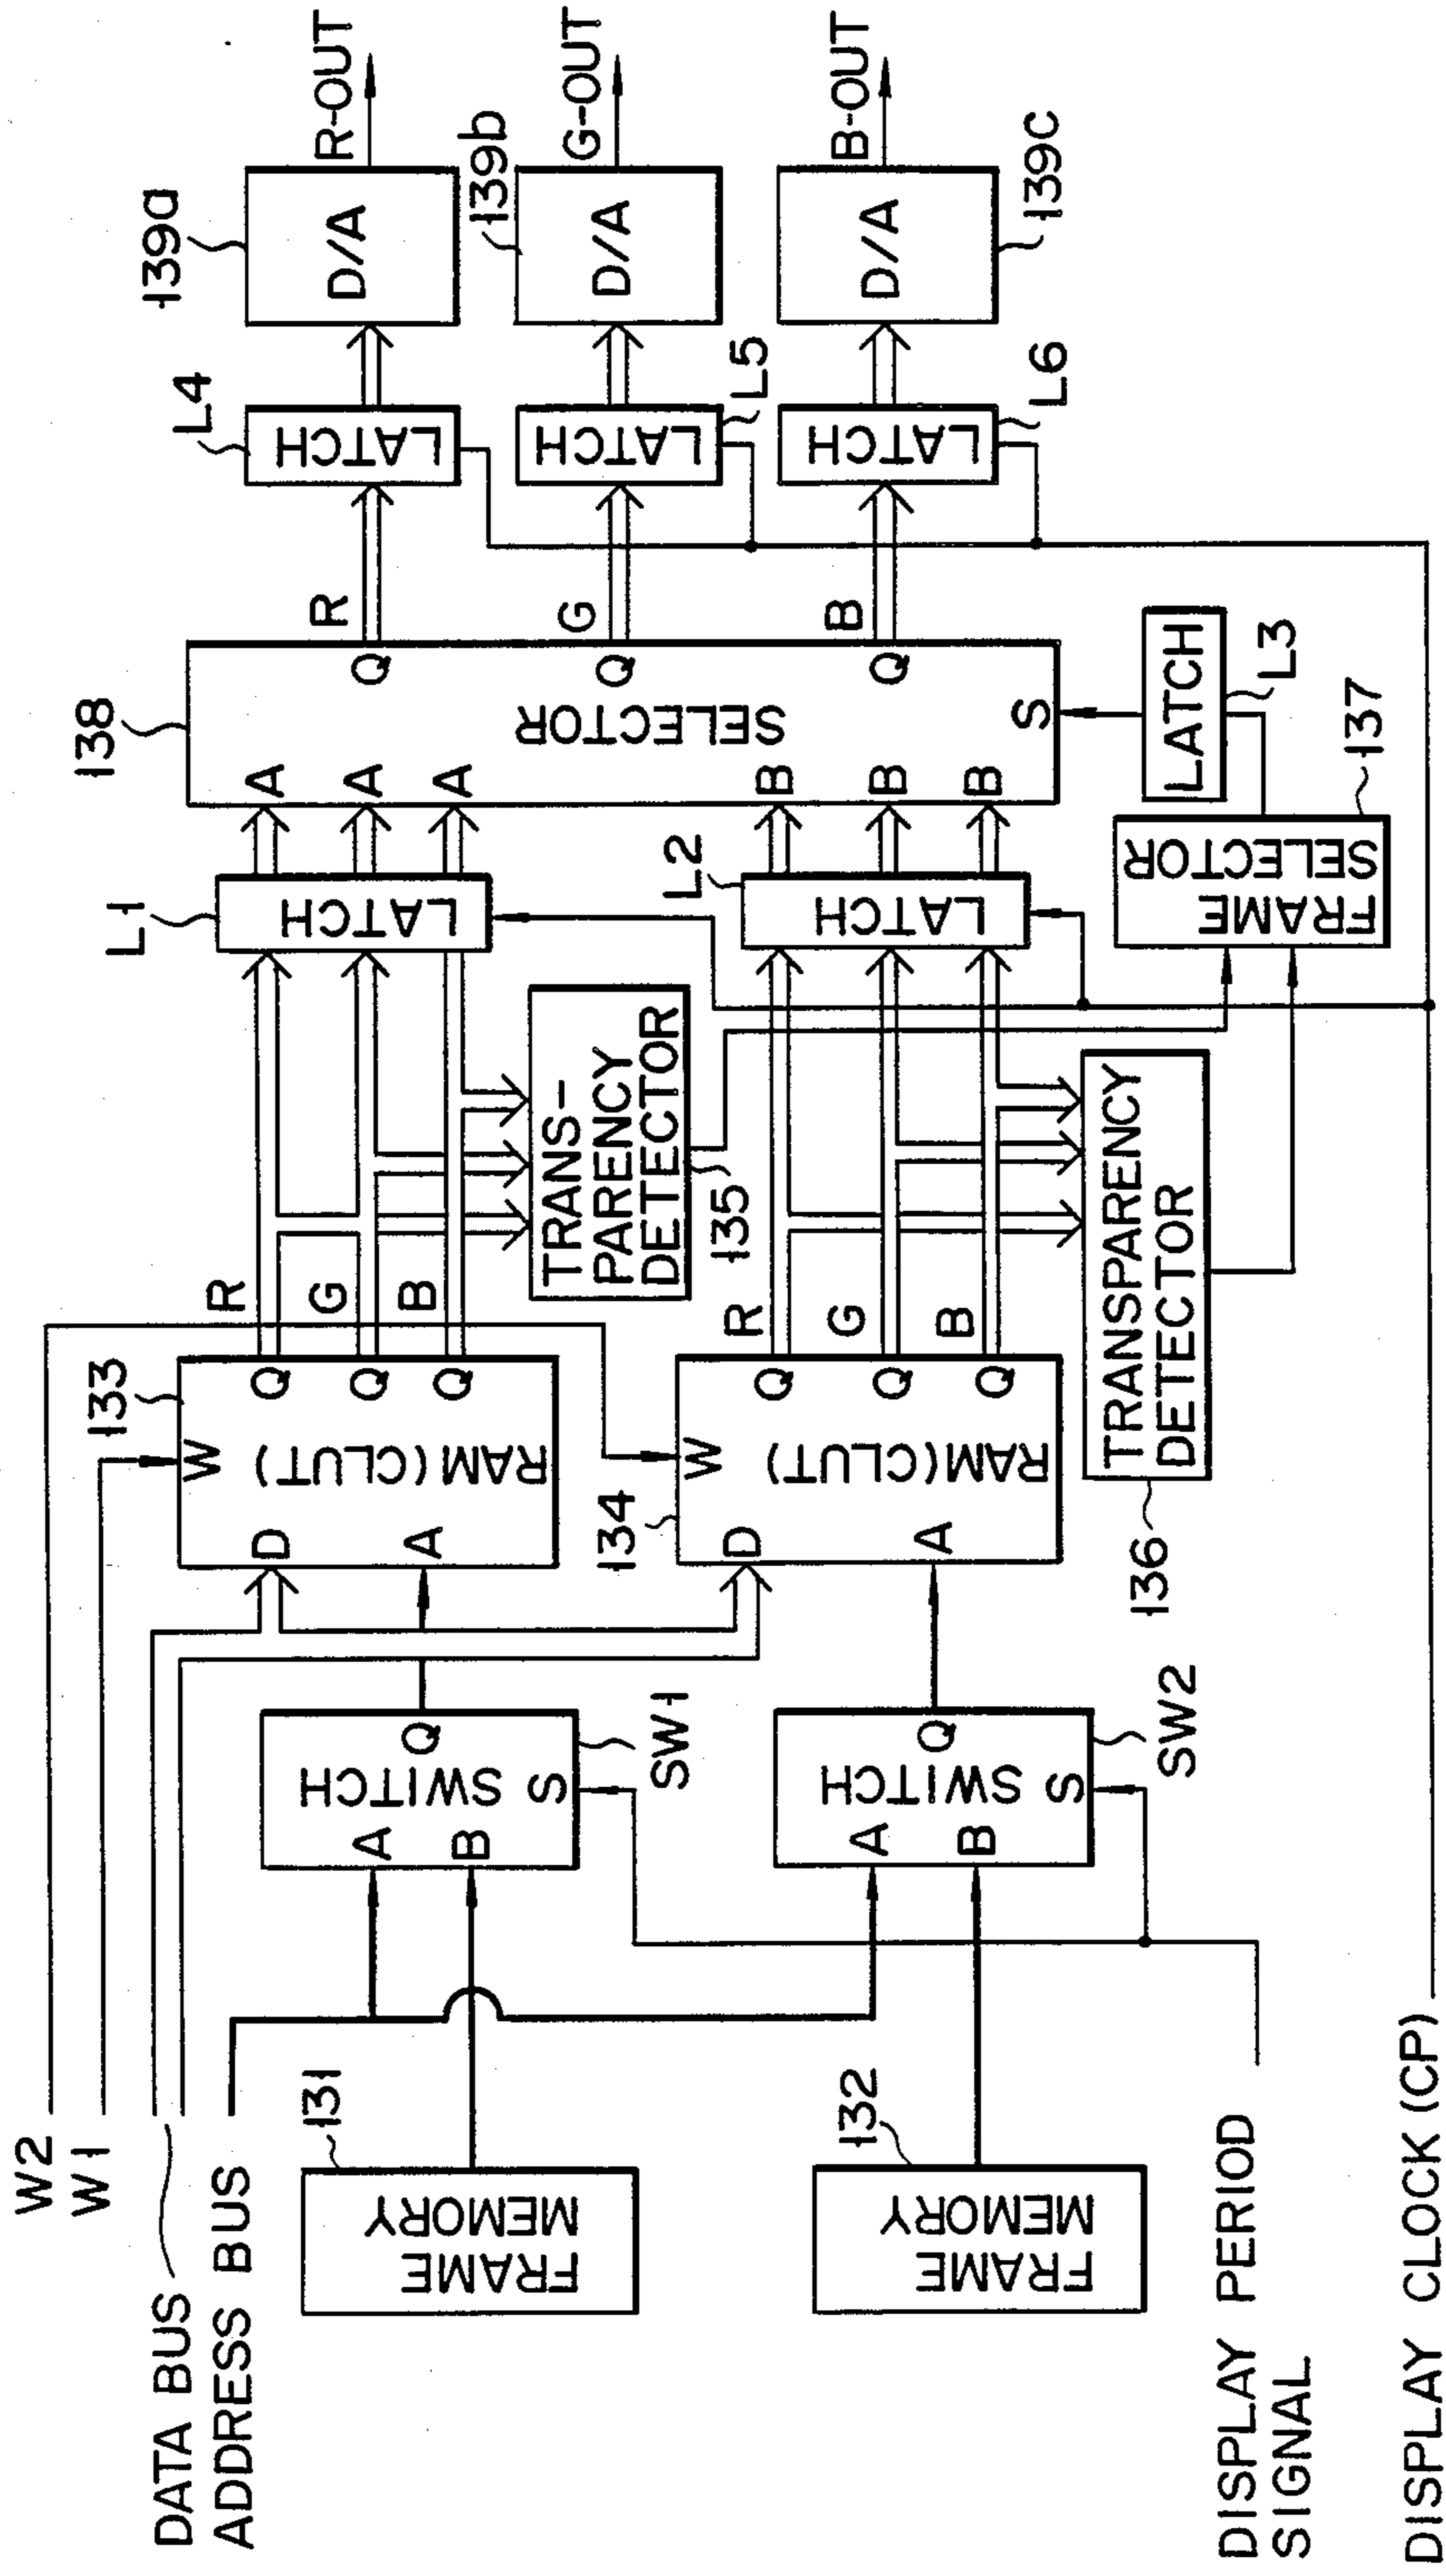 W2
W1
DATA BUS
ADDRESS BUS
131
FRAME
MEMORY
132
FRAME
MEMORY
DISPLAY PERIOD
SIGNAL
DISPLAY CLOCK (CP)
A
B
Q
SWITCH
S
SW1
A
B
Q
SWITCH
S
SW2
133
W
D
A
RAM(CLUT)
Q
Q
Q
R
G
B
134
W
D
A
RAM(CLUT)
Q
Q
Q
R
G
B
TRANS-
PARENCY
DETECTOR
135
TRANSPARENCY
DETECTOR
136
L1
LATCH
L2
LATCH
FRAME
SELECTOR
137
LATCH
L3
138
A
A
A
B
B
B
SELECTOR
S
Q
Q
Q
R
G
B
L4
LATCH
LATCH
L5
LATCH
L6
139a
D/A
R-OUT
139b
D/A
G-OUT
D/A
139c
B-OUT